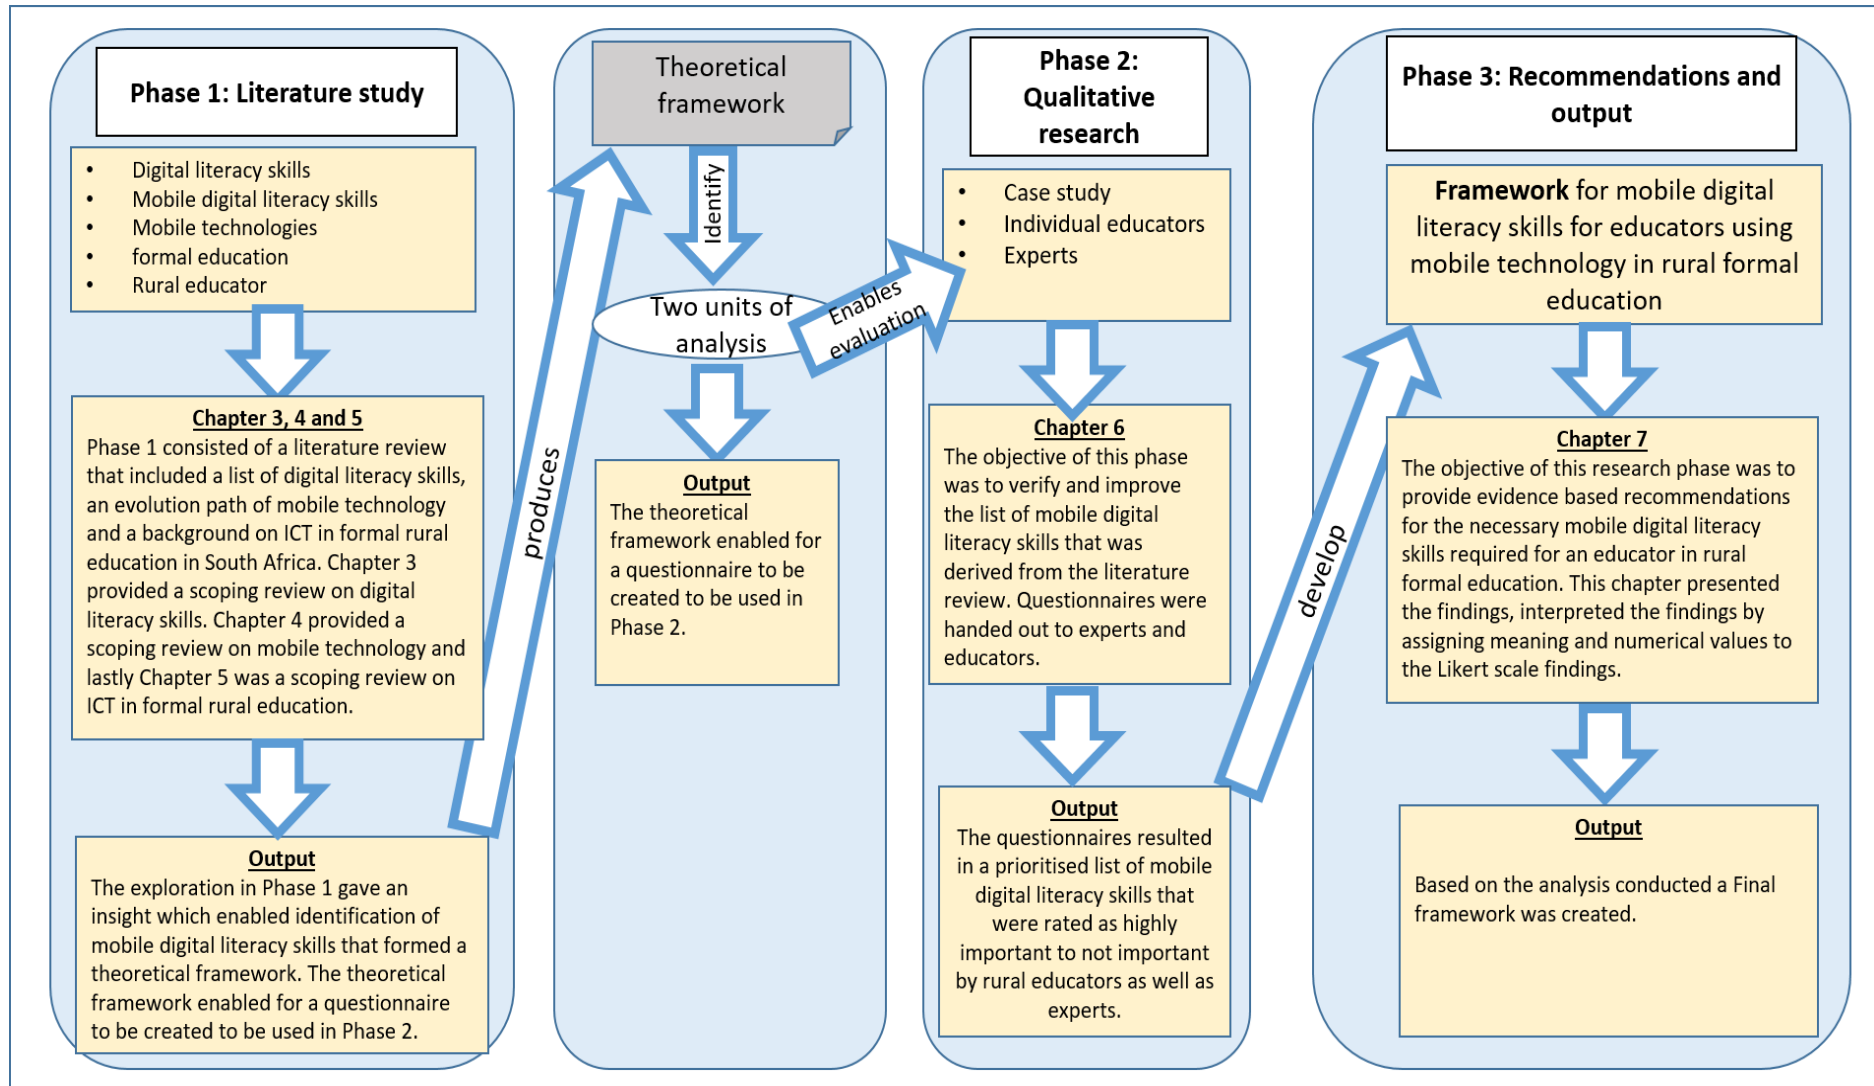 Phase 1: Literature study
• Digital literacy skills
• Mobile digital literacy skills
• Mobile technologies
• formal education
• Rural educator
Chapter 3, 4 and 5
Phase 1 consisted of a literature review
that included a list of digital literacy skills,
an evolution path of mobile technology
and a background on ICT in formal rural
education in South Africa. Chapter 3
provided a scoping review on digital
literacy skills. Chapter 4 provided a
scoping review on mobile technology and
lastly Chapter 5 was a scoping review on
ICT in formal rural education.
Output
The exploration in Phase 1 gave an
insight which enabled identification of
mobile digital literacy skills that formed a
theoretical framework. The theoretical
framework enabled for a questionnaire
to be created to be used in Phase 2.
produces
Theoretical
framework
Identify
Two units of
analysis
Output
The theoretical
framework enabled for
a questionnaire to be
created to be used in
Phase 2.
Enables
evaluation
Phase 2:
Qualitative
research
• Case study
• Individual educators
• Experts
Chapter 6
The objective of this phase
was to verify and improve
the list of mobile digital
literacy skills that was
derived from the literature
review. Questionnaires were
handed out to experts and
educators.
Output
The questionnaires resulted
in a prioritised list of mobile
digital literacy skills that
were rated as highly
important to not important
by rural educators as well as
experts.
develop
Phase 3: Recommendations and
output
Framework for mobile digital
literacy skills for educators using
mobile technology in rural formal
education
Chapter 7
The objective of this research phase was to
provide evidence based recommendations
for the necessary mobile digital literacy
skills required for an educator in rural
formal education. This chapter presented
the findings, interpreted the findings by
assigning meaning and numerical values to
the Likert scale findings.
Output
Based on the analysis conducted a Final
framework was created.